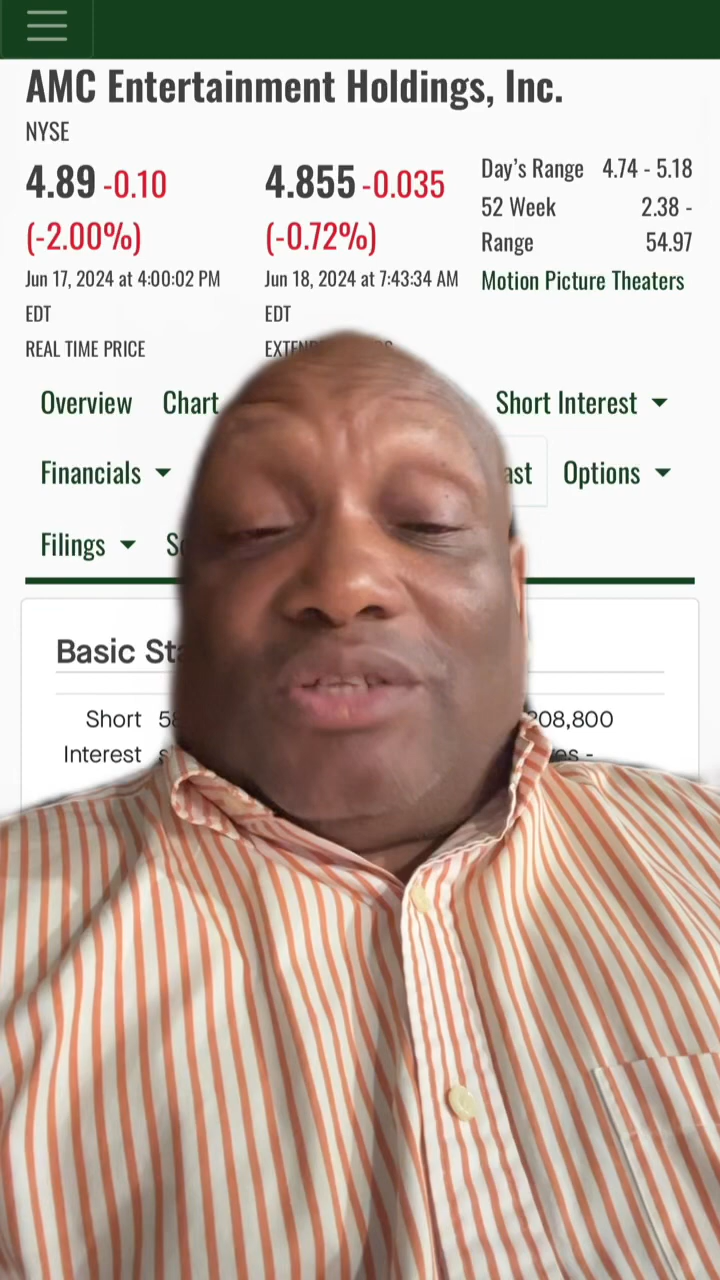 AMC Entertainment Holdings, Inc.
NYSE
4.89 -0.10
(-2.00%)
Jun 17, 2024 at 4:00:02 PM
EDT
REAL TIME PRICE
4.855 -0.035
(-0.72%)
Jun 18, 2024 at 7:43:34 AM
EDT
Day's Range 4.74 - 5.18
52 Week 2.38 -
Range 54.97
Motion Picture Theaters
Overview Chart Short Interest
Financials Options
Filings
Basic
Short 208,800
Interest